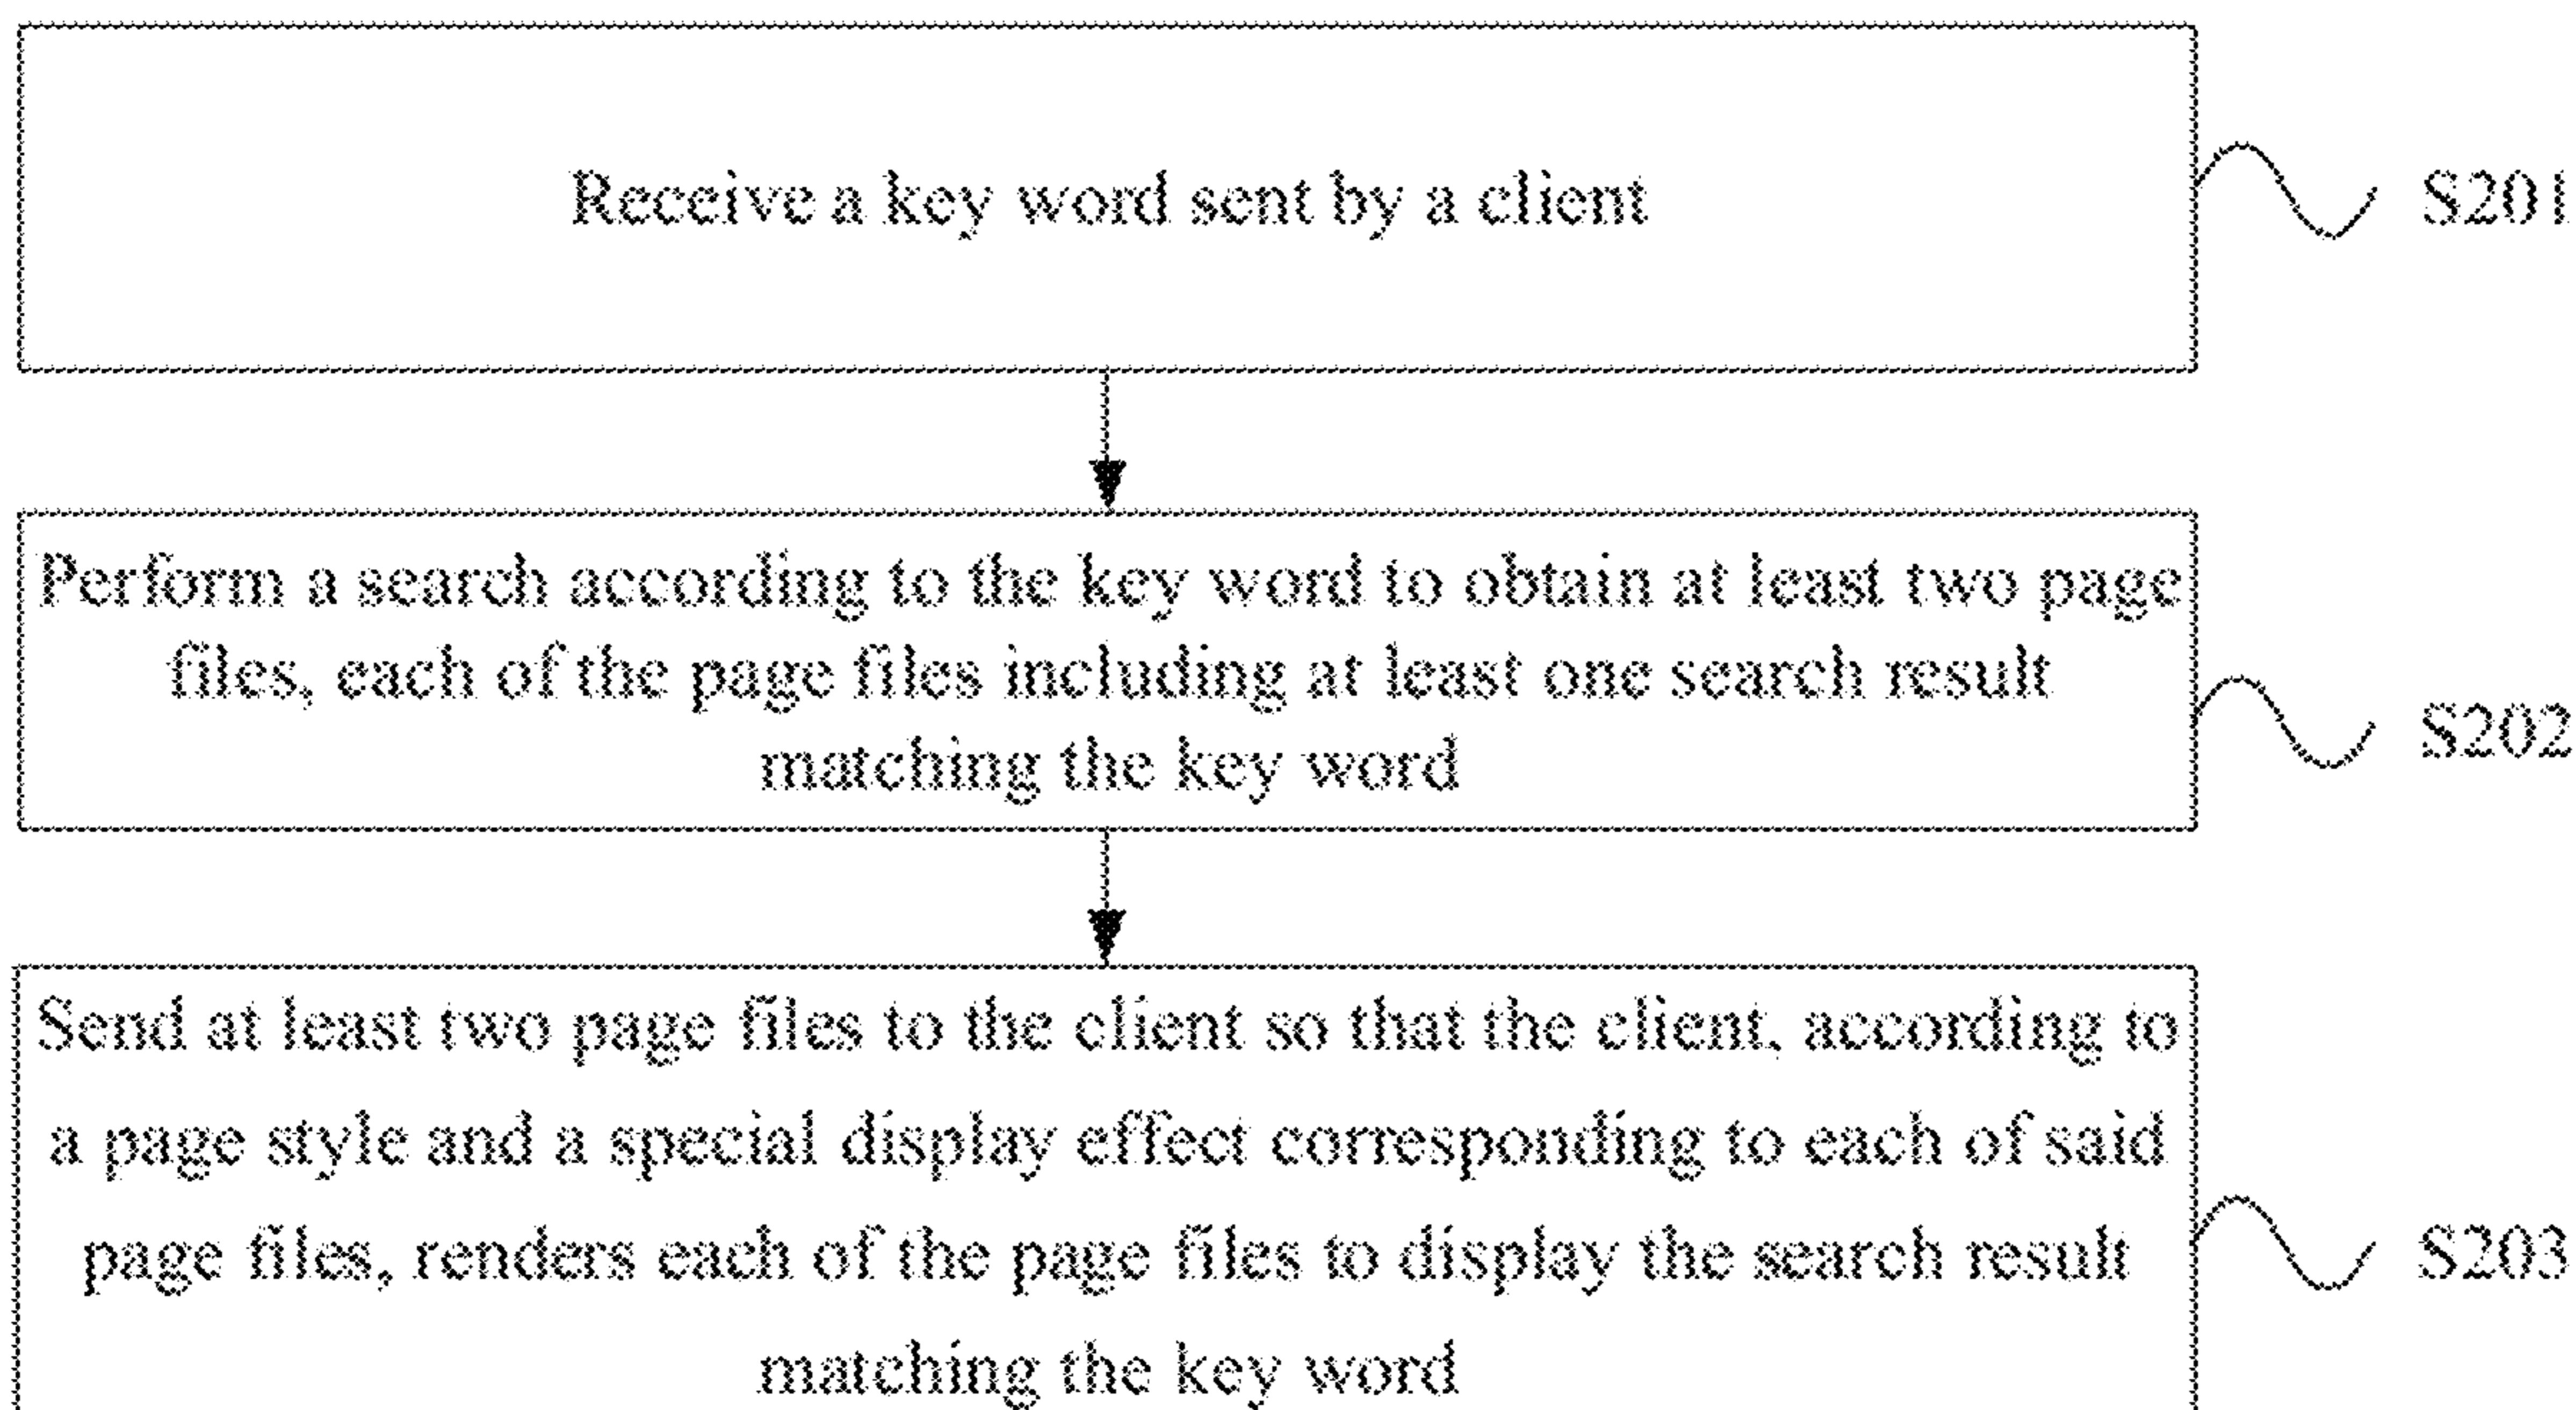 Receive a key word sent by a client
S201
Perform a search according to the key word to obtain at least two page
files, each of the page files including at least one search result
matching the key word
S202
Send at least two page files to the client so that the client, according to
a page style and a special display effect corresponding to each of said
page files, renders each of the page files to display the search result
matching the key word
S203